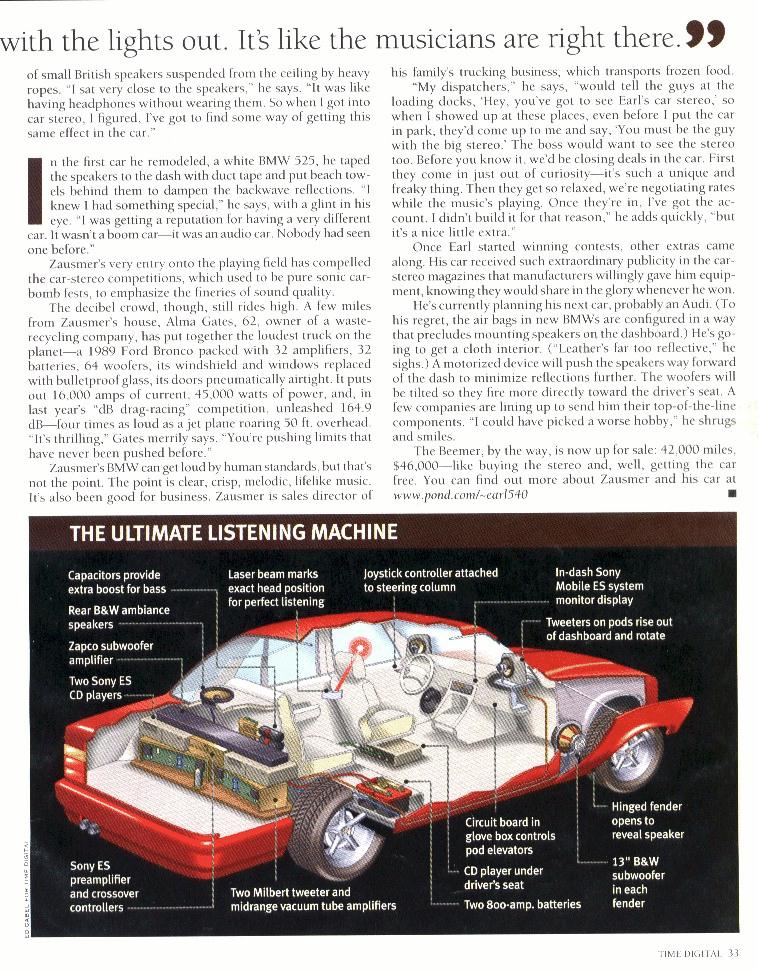 with the lights out. It's like the musicians are right there.”
of small British speakers suspended from the ceiling by heavy
ropes. "I sat very close to the speakers," he says. "It was like
having headphones without wearing them. So when I got into
car stereo, I figured, I've got to find some way of getting this
same effect in the car."
In the first car he remodeled, a white BMW 525, he taped
the speakers to the dash with duct tape and put beach tow-
els behind them to dampen the backwave reflections. "I
knew I had something special," he says, with a glint in his
eye. "I was getting a reputation for having a very different
car. It wasn't a boom car—it was an audio car. Nobody had seen
one before."
Zausmer's very entry onto the playing field has compelled
the car-stereo competitions, which used to be pure sonic car-
bomb fests, to emphasize the fineries of sound quality.
The decibel crowd, though, still rides high. A few miles
from Zausmer's house, Alma Gates, 62, owner of a waste-
recycling company, has put together the loudest truck on the
planet—a 1989 Ford Bronco packed with 32 amplifiers, 32
batteries, 64 woofers, its windshield and windows replaced
with bulletproof glass, its doors pneumatically airtight. It puts
out 16,000 amps of current, 45,000 watts of power, and, in
last year's "dB drag-racing" competition, unleashed 164.9
dB—four times as loud as a jet plane roaring 50 ft. overhead.
"It's thrilling," Gates merrily says. "You're pushing limits that
have never been pushed before."
Zausmer's BMW can get loud by human standards, but that's
not the point. The point is clear, crisp, melodic, lifelike music.
It's also been good for business. Zausmer is sales director of
his family's trucking business, which transports frozen food.
"My dispatchers," he says, "would tell the guys at the
loading docks, 'Hey, you've got to see Earl's car stereo,' so
when I showed up at these places, even before I put the car
in park, they'd come up to me and say, 'You must be the guy
with the big stereo.' The boss would want to see the stereo
too. Before you know it, we'd be closing deals in the car. First
they come in just out of curiosity—it's such a unique and
freaky thing. Then they get so relaxed, we're negotiating rates
while the music's playing. Once they're in, I've got the ac-
count. I didn't build it for that reason," he adds quickly, "but
it's a nice little extra."
Once Earl started winning contests, other extras came
along. His car received such extraordinary publicity in the car-
stereo magazines that manufacturers willingly gave him equip-
ment, knowing they would share in the glory whenever he won.
He's currently planning his next car, probably an Audi. (To
his regret, the air bags in new BMWs are configured in a way
that precludes mounting speakers on the dashboard.) He's go-
ing to get a cloth interior. ("Leather's far too reflective," he
sighs.) A motorized device will push the speakers way forward
of the dash to minimize reflections further. The woofers will
be tilted so they fire more directly toward the driver's seat. A
few companies are lining up to send him their top-of-the-line
components. "I could have picked a worse hobby," he shrugs
and smiles.
The Beemer, by the way, is now up for sale: 42,000 miles,
$46,000—like buying the stereo and, well, getting the car
free. You can find out more about Zausmer and his car at
www.pond.com/~earl540
THE ULTIMATE LISTENING MACHINE
Capacitors provide
extra boost for bass
Rear B&W ambiance
speakers
Zapco subwoofer
amplifier
Two Sony ES
CD players
Laser beam marks
exact head position
for perfect listening
Joystick controller attached
to steering column
In-dash Sony
Mobile ES system
monitor display
Tweeters on pods rise out
of dashboard and rotate
Sony ES
preamplifier
and crossover
controllers
Two Milbert tweeter and
midrange vacuum tube amplifiers
Circuit board in
glove box controls
pod elevators
CD player under
driver's seat
Two 800-amp. batteries
Hinged fender
opens to
reveal speaker
13" B&W
subwoofer
in each
fender
ED GABEL FOR TIME DIGITAL
TIME DIGITAL 33